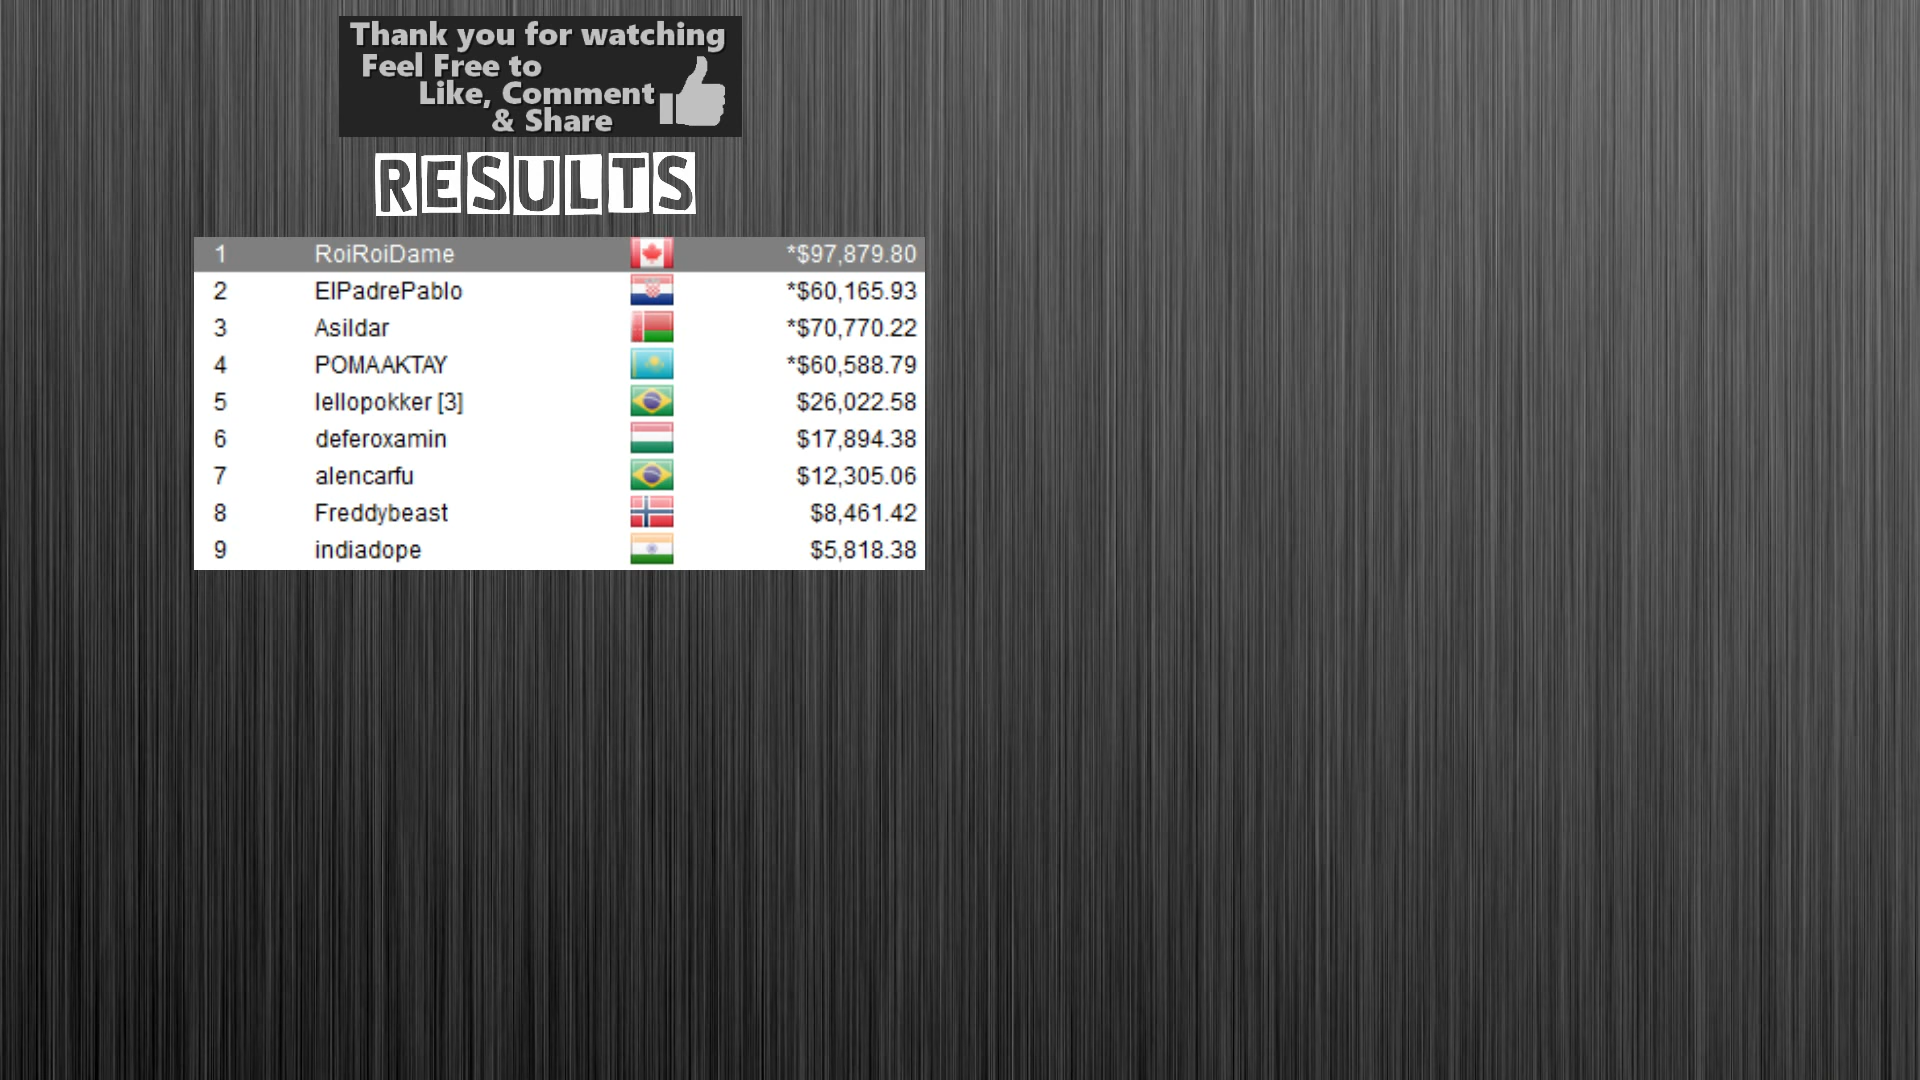 Thank you for watching
Feel Free to
Like, Comment
& Share
RESULTS
1 RoiRoiDame *$97,879.80
2 ElPadrePablo *$60,165.93
3 Asildar *$70,770.22
4 POMAAKTAY *$60,588.79
5 lellopokker [3] $26,022.58
6 deferoxamin $17,894.38
7 alencarfu $12,305.06
8 Freddybeast $8,461.42
9 indiadope $5,818.38